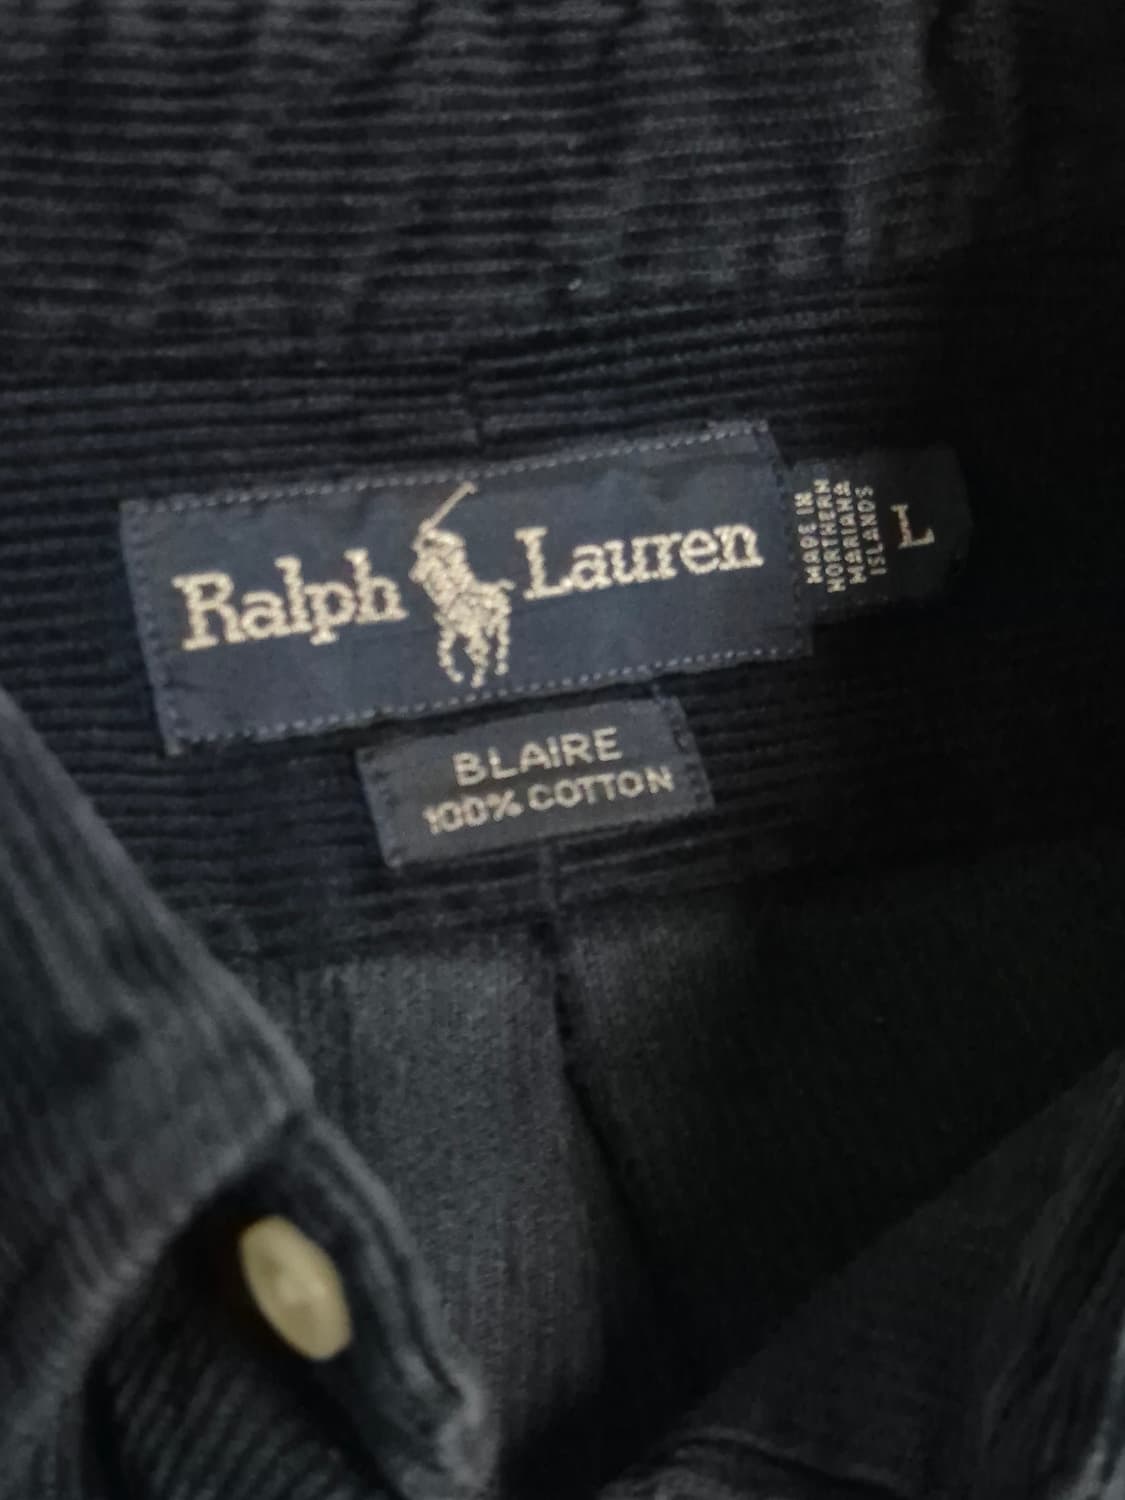 Ralph Lauren
MADE IN
NORTHERN
MARIANA
ISLANDS
L
BLAIRE
100% COTTON